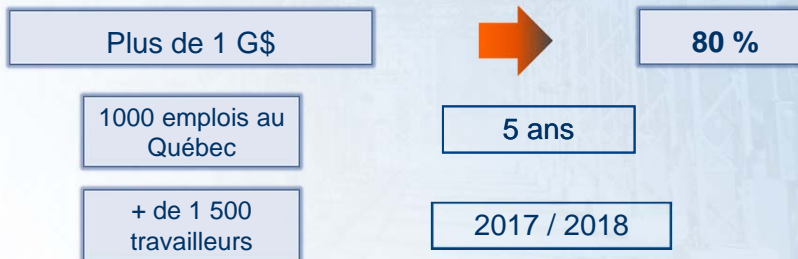 Plus de 1 G$
80 %
1000 emplois au
Québec
5 ans
+ de 1 500
travailleurs
2017 / 2018